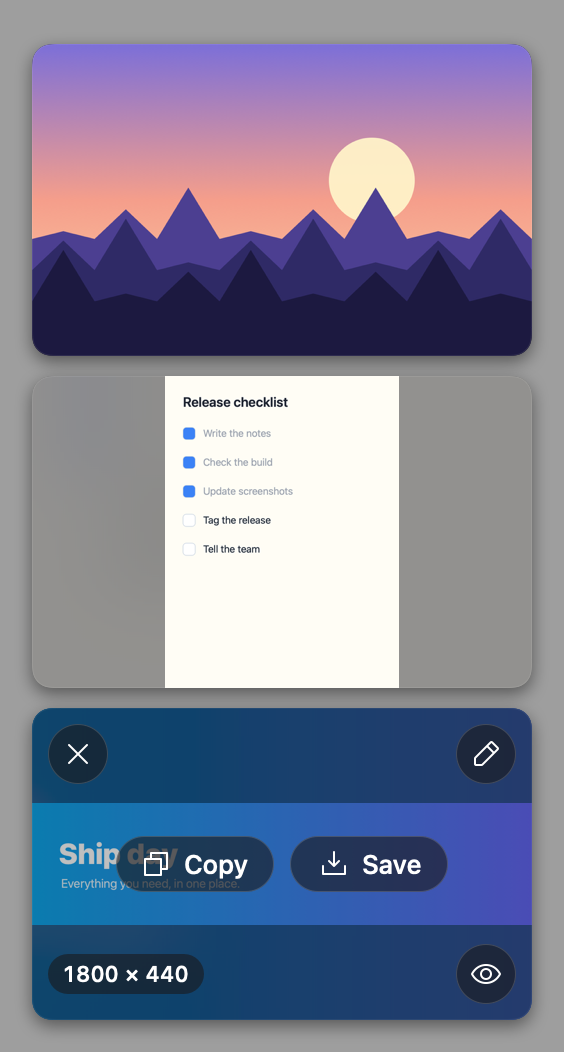 Release checklist
Write the notes
Check the build
Update screenshots
Tag the release
Tell the team
Ship day
Copy
Save
Everything you need, in one place.
1800 × 440